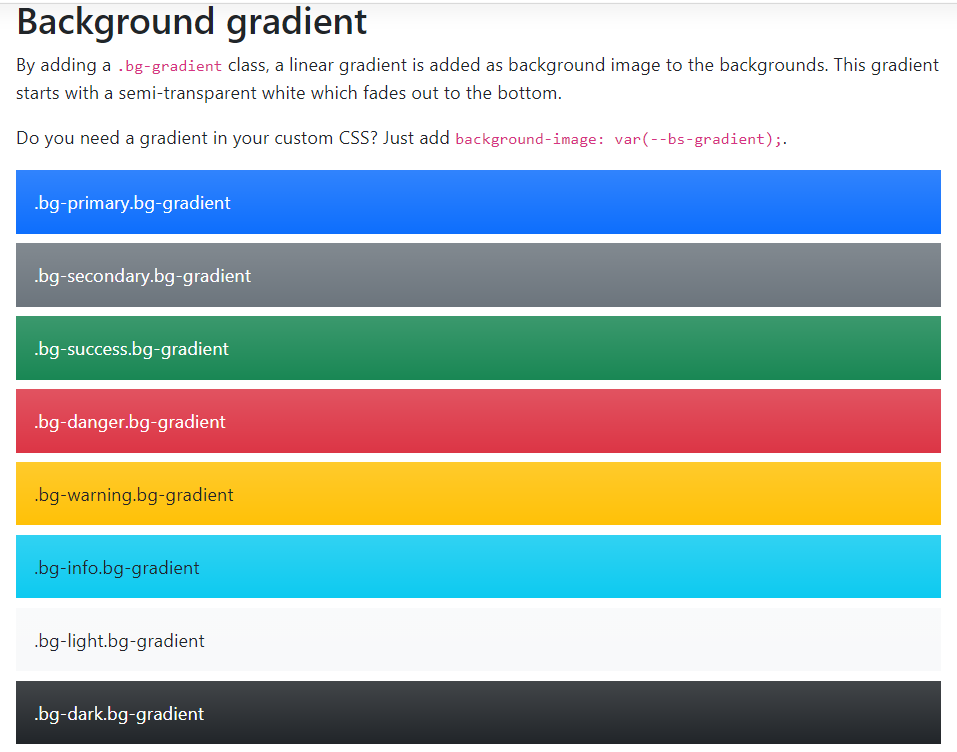 Background gradient
By adding a .bg-gradient class, a linear gradient is added as background image to the backgrounds. This gradient
starts with a semi-transparent white which fades out to the bottom.
Do you need a gradient in your custom CSS? Just add background-image: var(--bs-gradient);.
.bg-primary.bg-gradient
.bg-secondary.bg-gradient
.bg-success.bg-gradient
.bg-danger.bg-gradient
.bg-warning.bg-gradient
.bg-info.bg-gradient
.bg-light.bg-gradient
.bg-dark.bg-gradient